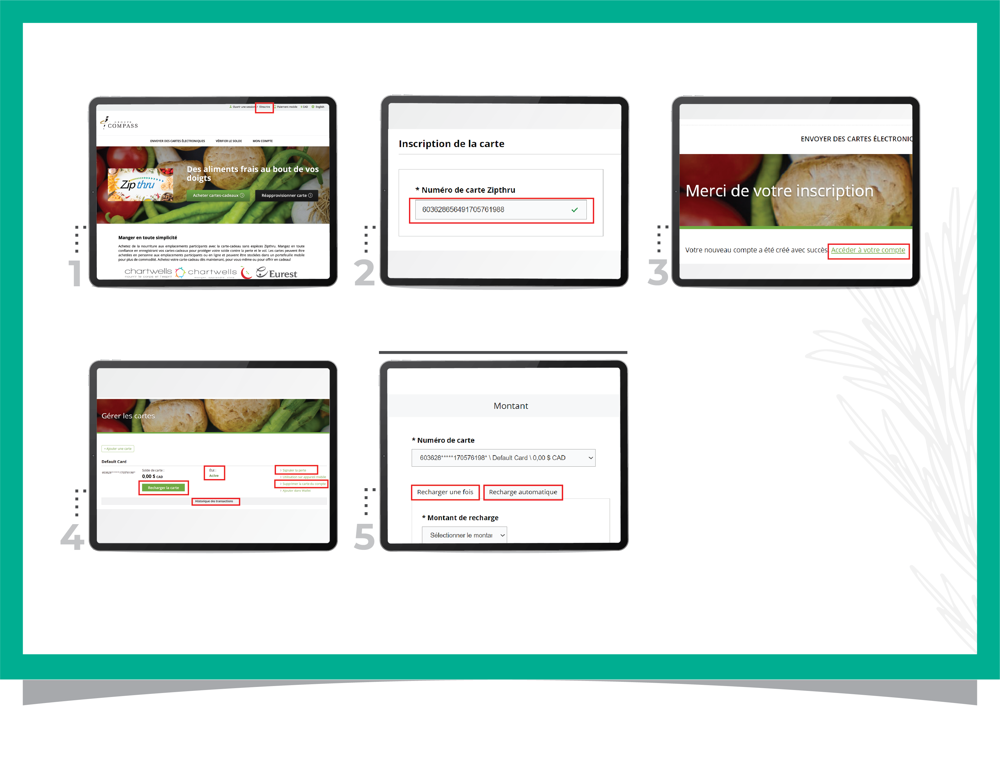 Ouvrir une session / S'inscrire Paiement mobile $ CAD English
GROUPE
COMPASS
ENVOYER DES CARTES ÉLECTRONIQUES VÉRIFIER LE SOLDE MON COMPTE
Zip thru
Des aliments frais au bout de vos
doigts
Acheter cartes-cadeaux
Réapprovisionner carte
Manger en toute simplicité
Achetez de la nourriture aux emplacements participants avec la carte-cadeau sans espèces Zipthru. Mangez en toute
confiance en enregistrant vos cartes-cadeaux pour protéger votre solde contre la perte et le vol. Les cartes peuvent être
achetées en personne aux emplacements participants ou en ligne et peuvent être stockées dans un portefeuille mobile
pour plus de commodité. Achetez votre carte-cadeau dès maintenant, pour vous-même ou pour offrir en cadeau!
chartwells
nourrir le corps et l'esprit
chartwells
manger. apprendre. vivre.
Eurest
1
Inscription de la carte
* Numéro de carte Zipthru
603628656491705761988
2
ENVOYER DES CARTES ÉLECTRONIC
Merci de votre inscription
Votre nouveau compte a été créé avec succès. Accéder à votre compte
3
Gérer les cartes
+ Ajouter une carte
Default Card
603628*****170576198*
Solde de carte :
0,00 $ CAD
Recharger la carte
État :
Active
› Signaler la perte
› Utilisation sur appareil mobile
› Supprimer la carte du compte
› Ajouter dans Wallet
Historique des transactions
4
Montant
* Numéro de carte
603628*****170576198* \ Default Card \ 0,00 $ CAD
Recharger une fois
Recharge automatique
* Montant de recharge
Sélectionner le montar
5